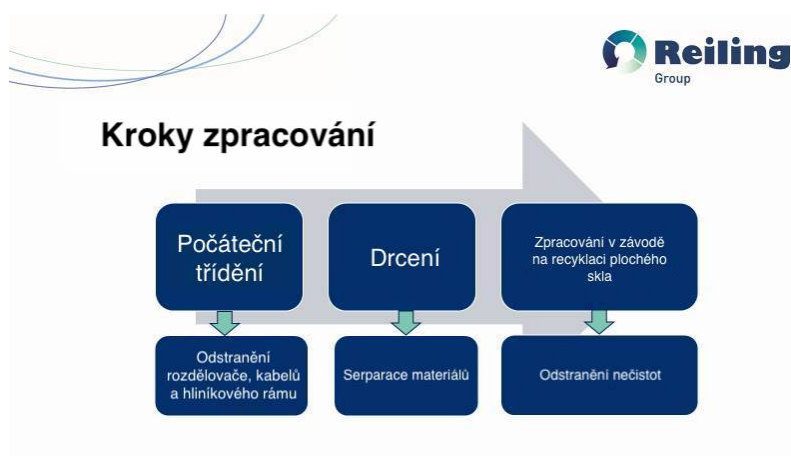 Reiling
Group
Kroky zpracování
Počáteční
třídění
Drcení
Zpracování v závodě
na recyklaci plochého
skla
Odstranění
rozdělovače, kabelů
a hliníkového rámu
Serparace materiálů
Odstranění nečistot